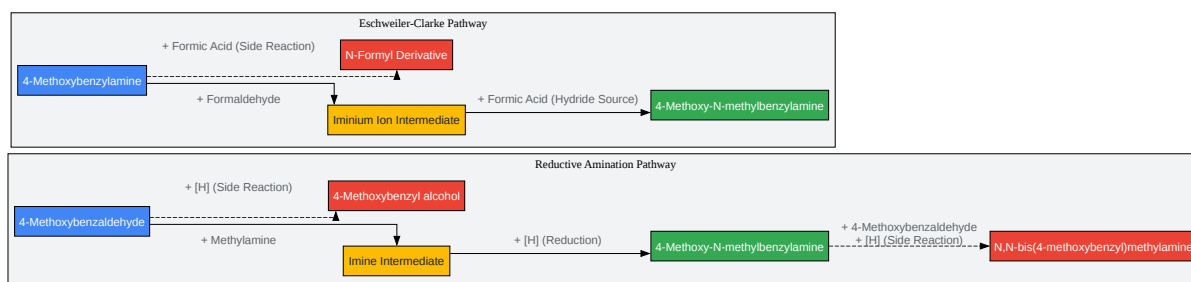 Eschweiler-Clarke Pathway
+ Formic Acid (Side Reaction)
N-Formyl Derivative
4-Methoxybenzylamine
+ Formaldehyde
+ Formic Acid (Hydride Source)
4-Methoxy-N-methylbenzylamine
Iminium Ion Intermediate
Reductive Amination Pathway
+ [H] (Side Reaction)
4-Methoxybenzyl alcohol
4-Methoxybenzaldehyde
+ Methylamine
+ [H] (Reduction)
Imine Intermediate
4-Methoxy-N-methylbenzylamine
+ 4-Methoxybenzaldehyde
+ [H] (Side Reaction)
N,N-bis(4-methoxybenzyl)methylamine